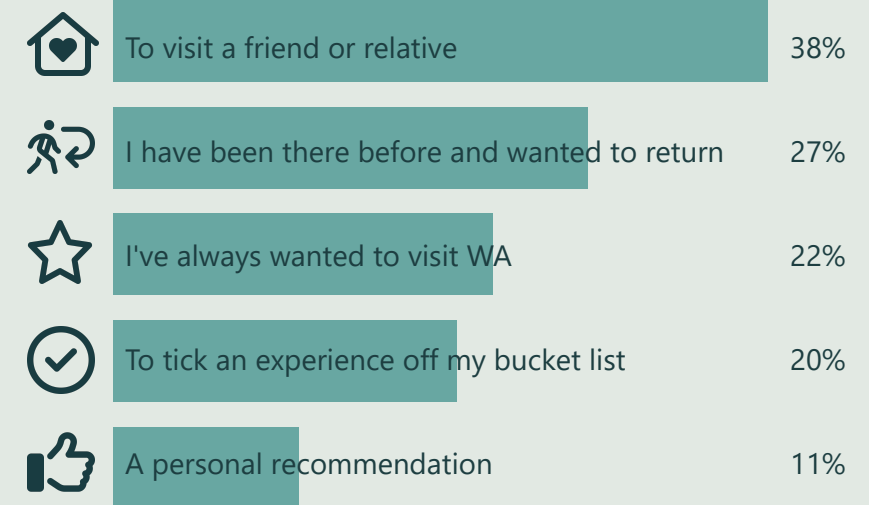 To visit a friend or relative 38%
I have been there before and wanted to return 27%
I've always wanted to visit WA 22%
To tick an experience off my bucket list 20%
A personal recommendation 11%